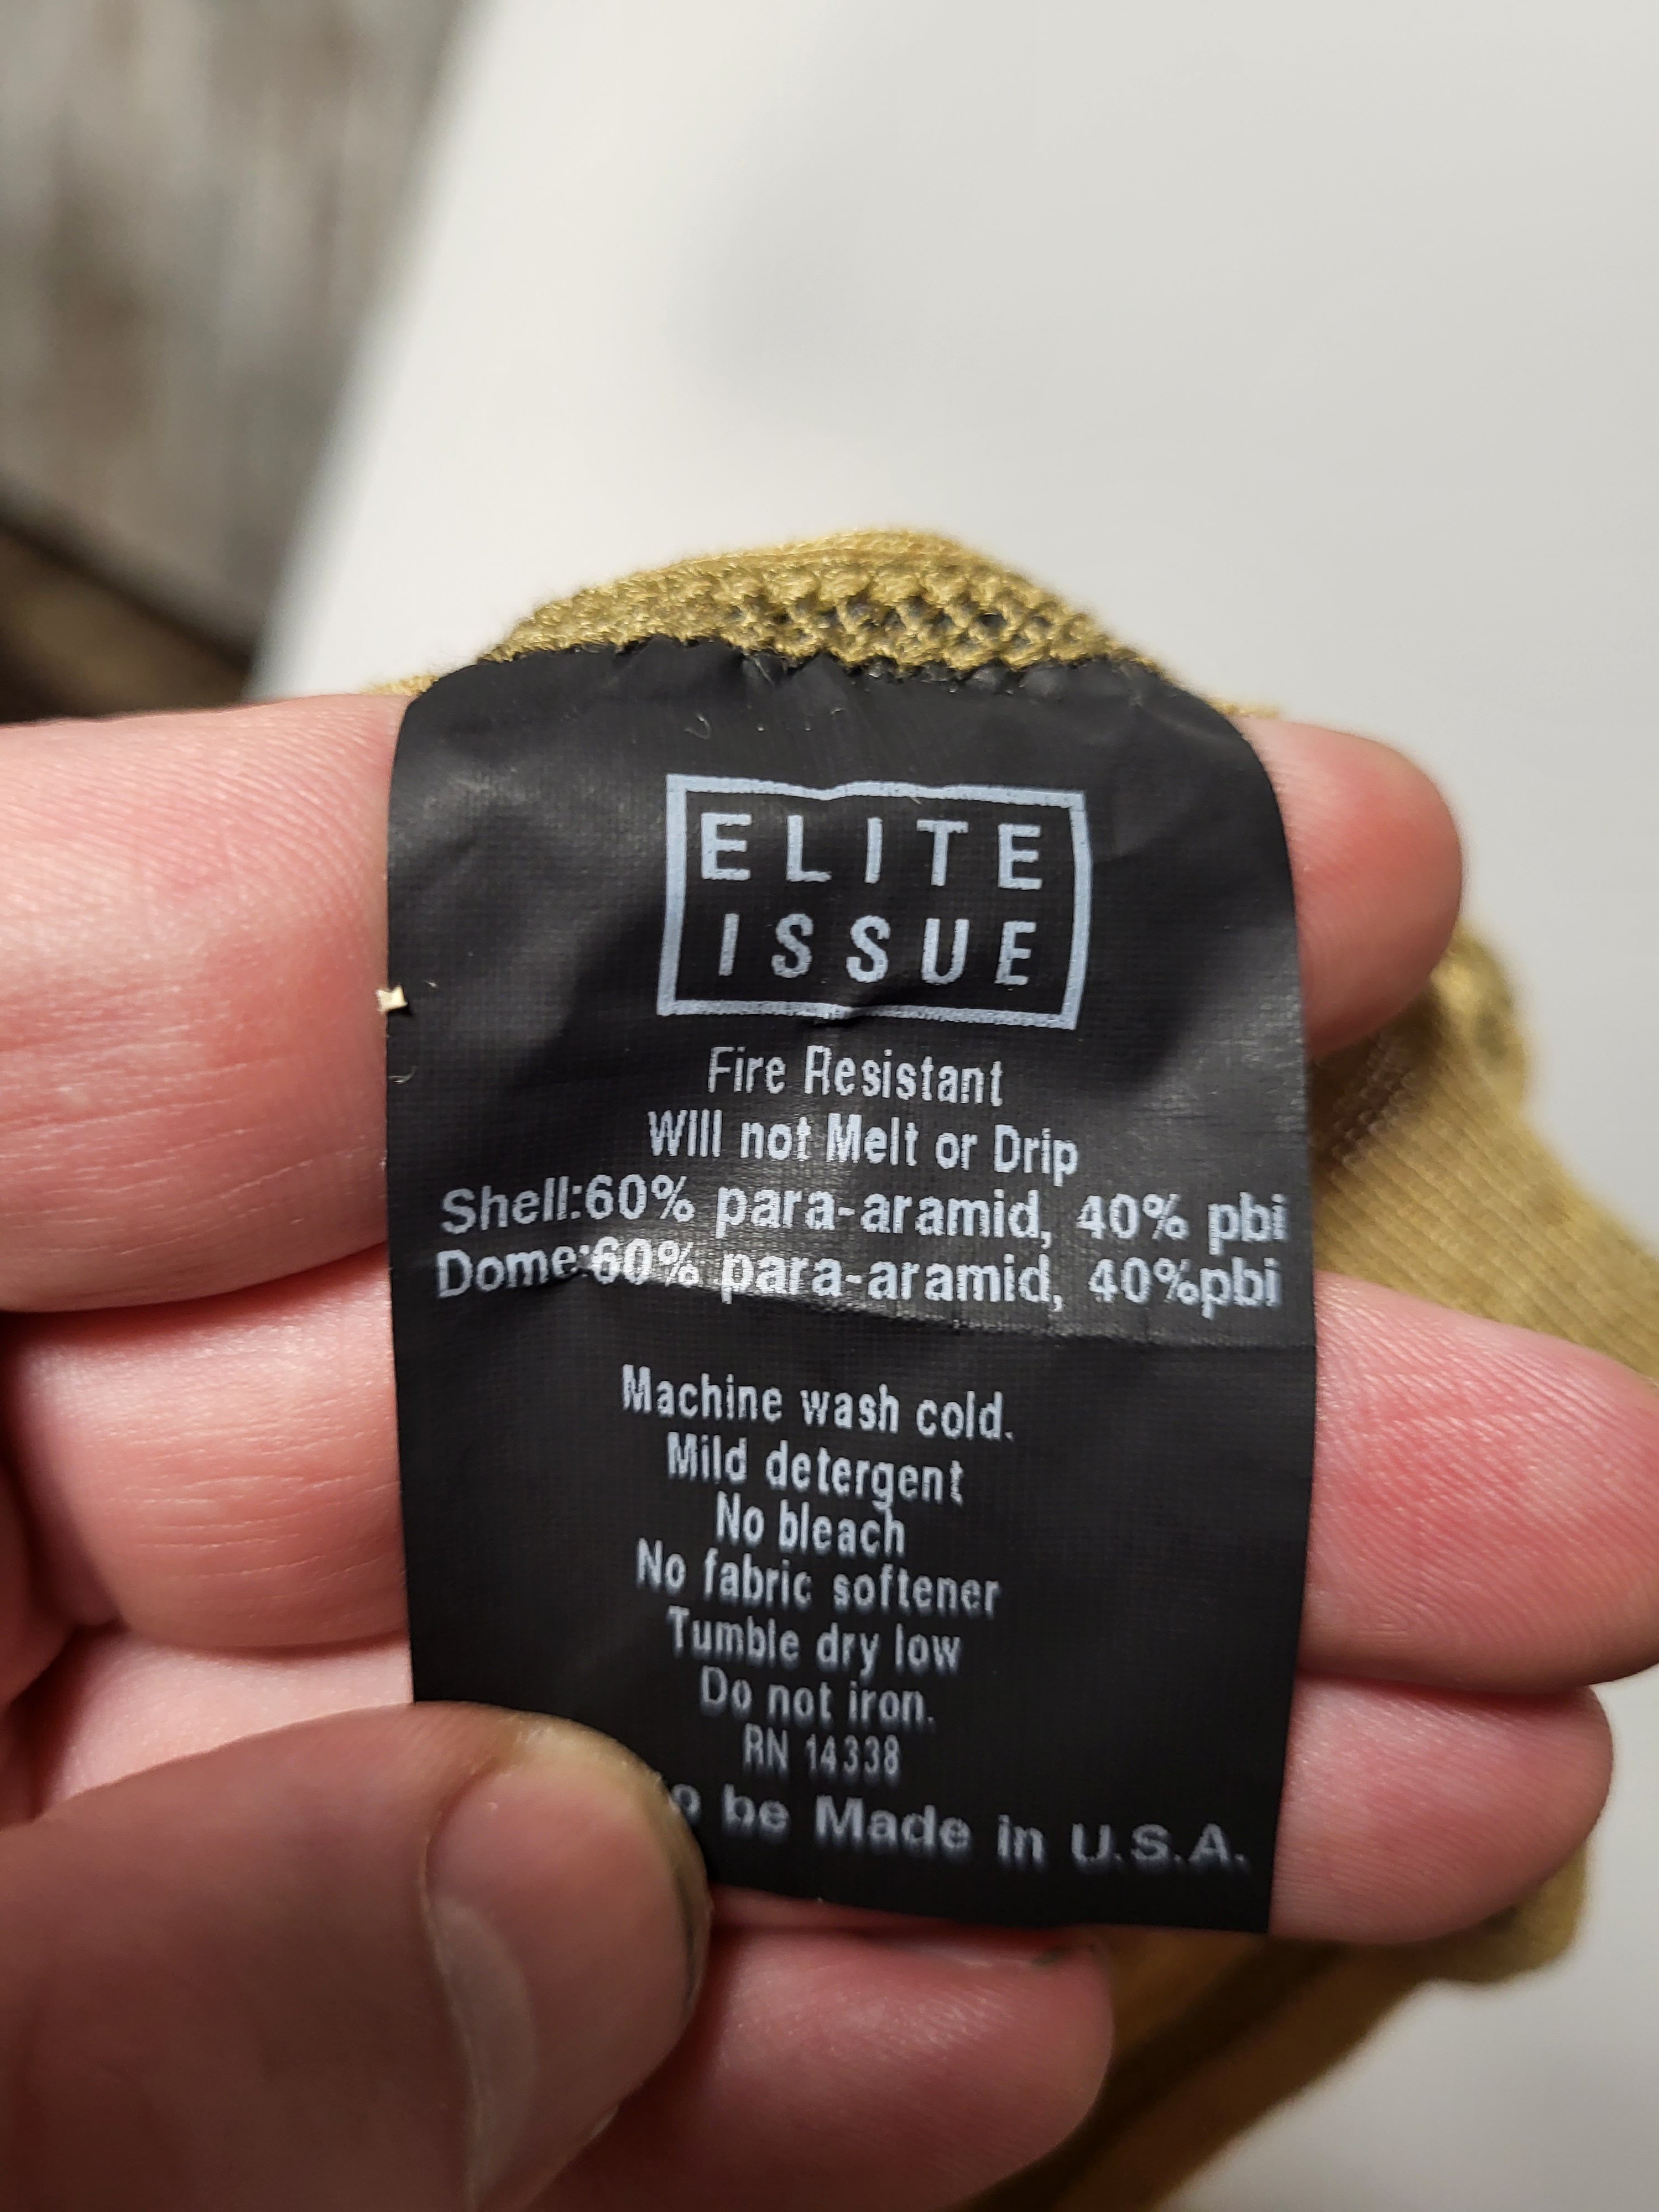 ELITE
ISSUE
Fire Resistant
WIll not Melt or Drip
Shell:60% para-aramid, 40% pbi
Dome:60% para-aramid, 40%pbi
Machine wash cold.
Mild detergent
No bleach
No fabric softener
Tumble dry low
Do not iron.
RN 14338
be Made in U.S.A.